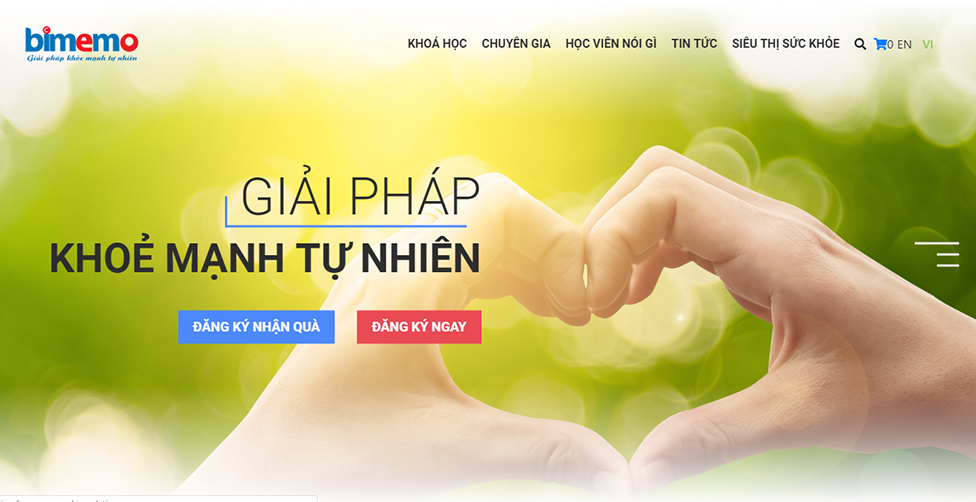 bimemo
Giải pháp khỏe mạnh tự nhiên
KHOÁ HỌC CHUYÊN GIA HỌC VIÊN NÓI GÌ TIN TỨC SIÊU THỊ SỨC KHỎE 0 EN VI
GIẢI PHÁP
KHOẺ MẠNH TỰ NHIÊN
ĐĂNG KÝ NHẬN QUÀ ĐĂNG KÝ NGAY